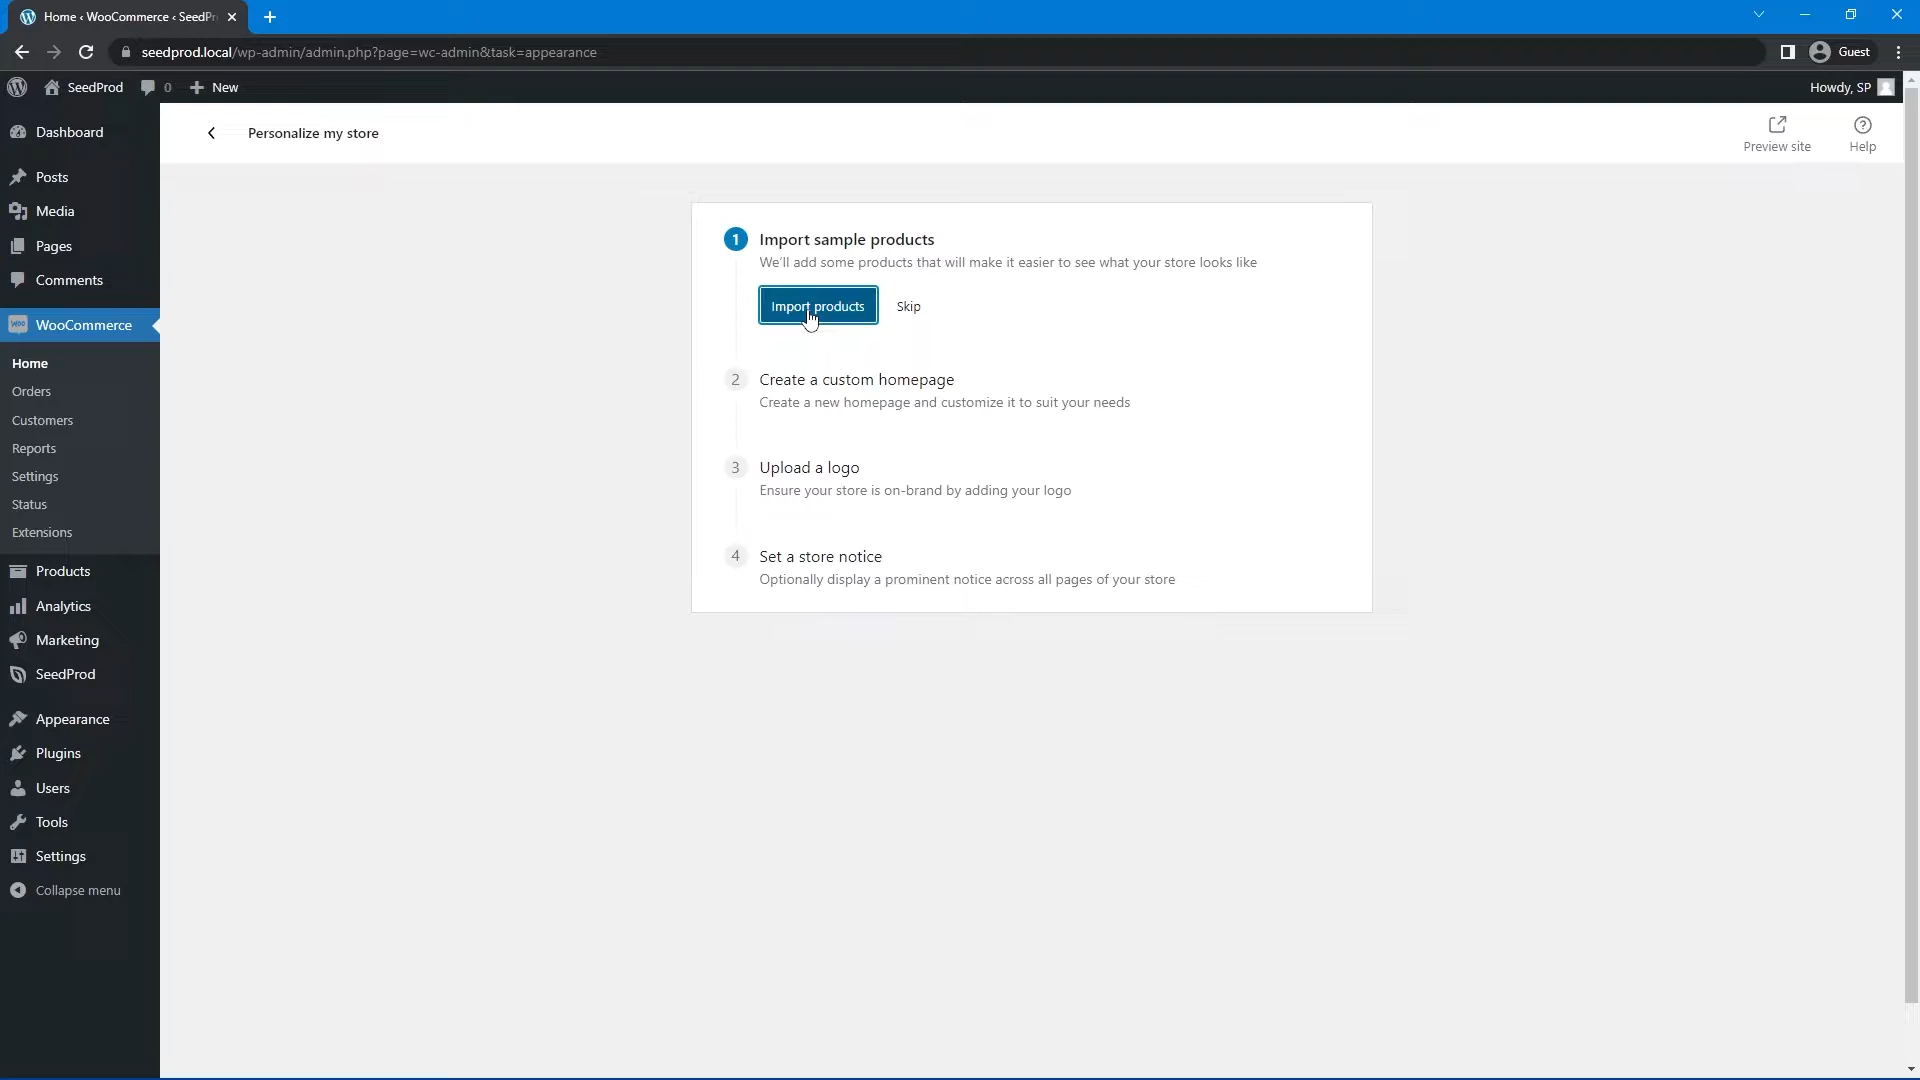 Home ‹ WooCommerce ‹ SeedPr
seedprod.local/wp-admin/admin.php?page=wc-admin&task=appearance
Guest
SeedProd
0
New
Howdy, SP
Dashboard
Posts
Media
Pages
Comments
WooCommerce
Home
Orders
Customers
Reports
Settings
Status
Extensions
Products
Analytics
Marketing
SeedProd
Appearance
Plugins
Users
Tools
Settings
Collapse menu
Personalize my store
Preview site
Help
1 Import sample products
We'll add some products that will make it easier to see what your store looks like
Import products Skip
2 Create a custom homepage
Create a new homepage and customize it to suit your needs
3 Upload a logo
Ensure your store is on-brand by adding your logo
4 Set a store notice
Optionally display a prominent notice across all pages of your store